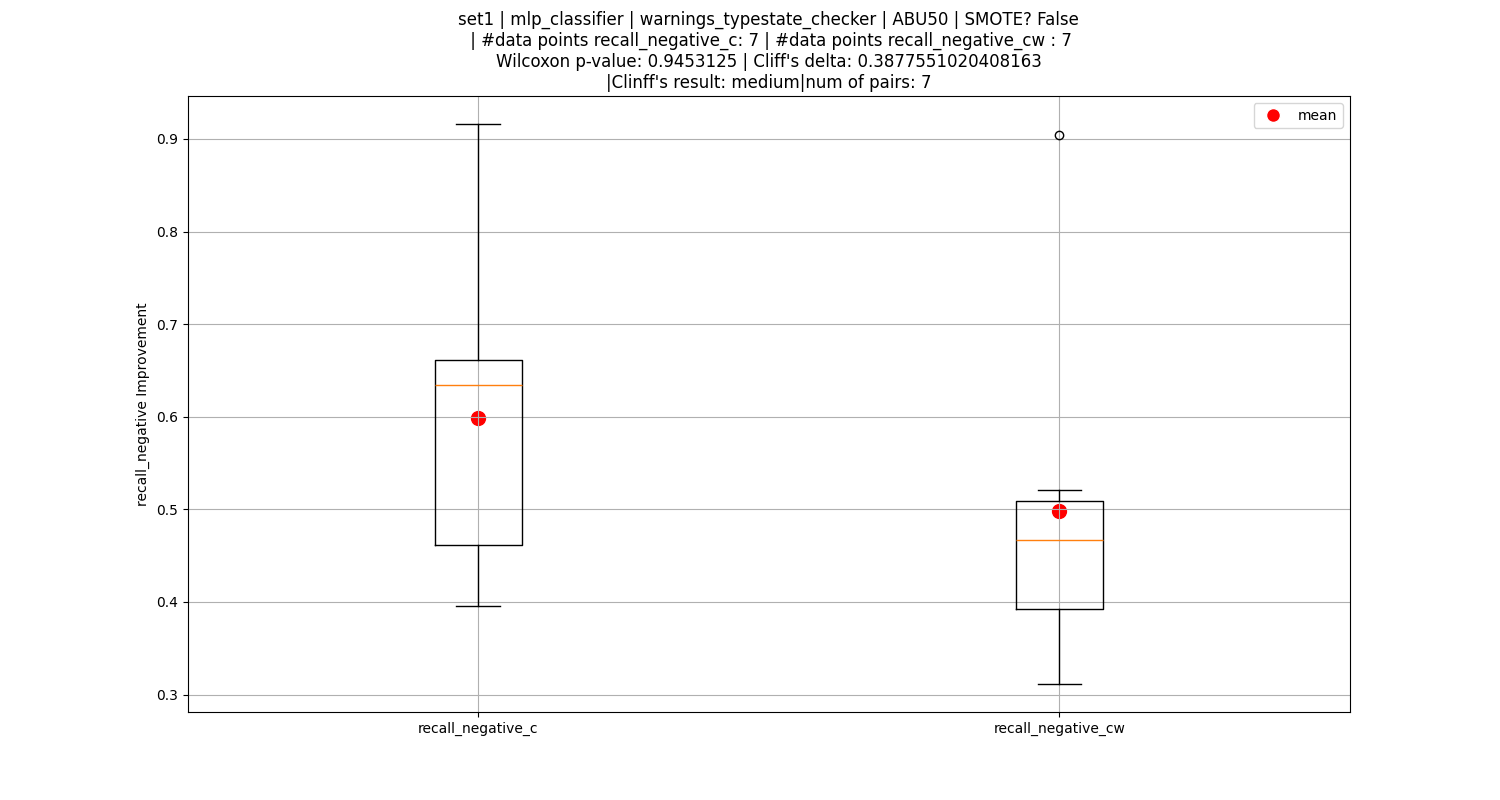 set1 | mlp_classifier | warnings_typestate_checker | ABU50 | SMOTE? False
| #data points recall_negative_c: 7 | #data points recall_negative_cw : 7
Wilcoxon p-value: 0.9453125 | Cliff's delta: 0.3877551020408163
|Clinff's result: medium|num of pairs: 7
mean
0.9
0.8
0.7
0.6
0.5
0.4
0.3
recall_negative Improvement
recall_negative_c
recall_negative_cw